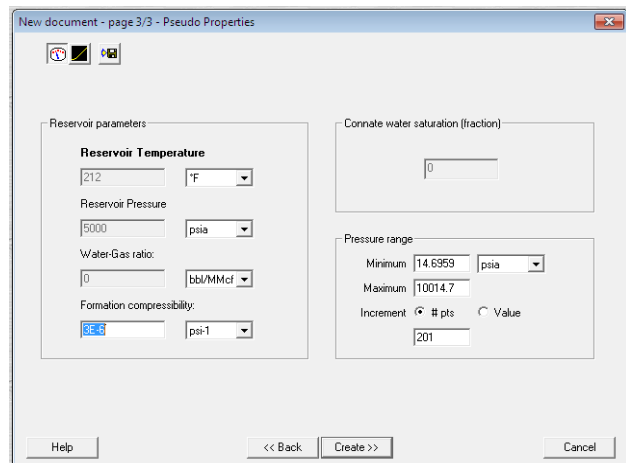 New document - page 3/3 - Pseudo Properties
Reservoir parameters
Reservoir Temperature
212 °F
Reservoir Pressure
5000 psia
Water-Gas ratio:
0 bbl/MMcf
Formation compressibility:
3E-6 psi-1
Connate water saturation (fraction)
0
Pressure range
Minimum 14.6959 psia
Maximum 10014.7
Increment # pts Value
201
Help << Back Create >> Cancel